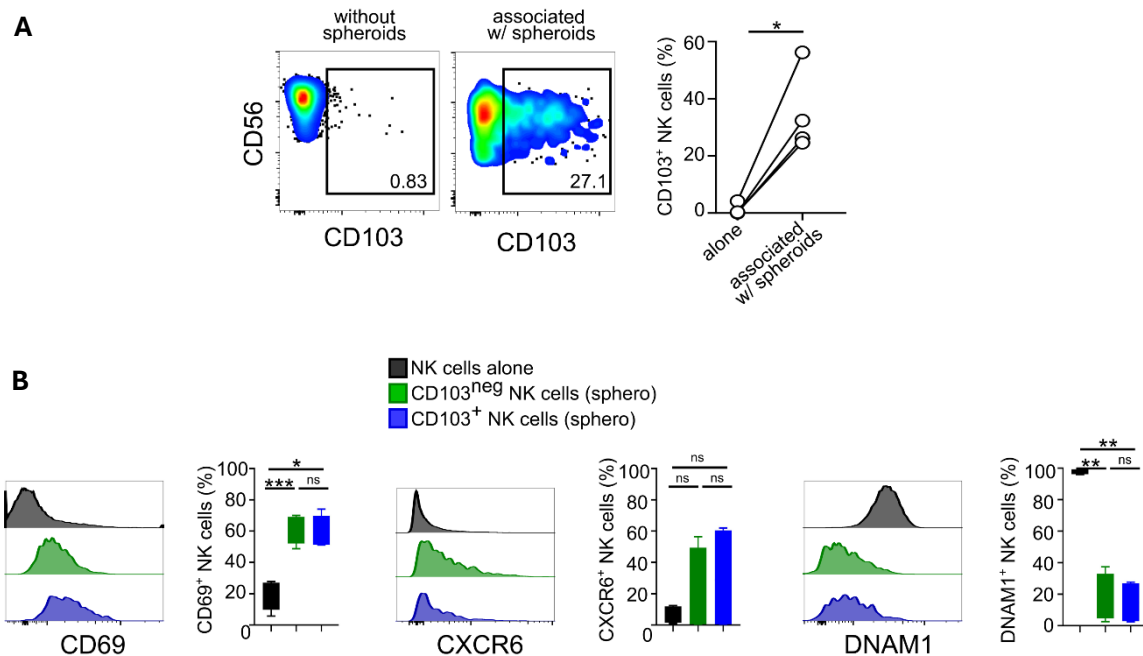 A
without
spheroids
associated
w/ spheroids
CD56
0.83
27.1
CD103
CD103
CD103⁺ NK cells (%)
60
40
20
0
*
alone
associated
w/ spheroids
B
NK cells alone
CD103ⁿᵉᵍ NK cells (sphero)
CD103⁺ NK cells (sphero)
CD69
CD69⁺ NK cells (%)
100
80
60
40
20
0
*
***
ns
CXCR6
CXCR6⁺ NK cells (%)
100
80
60
40
20
0
ns
ns
ns
DNAM1
DNAM1⁺ NK cells (%)
100
80
60
40
20
0
**
**
ns